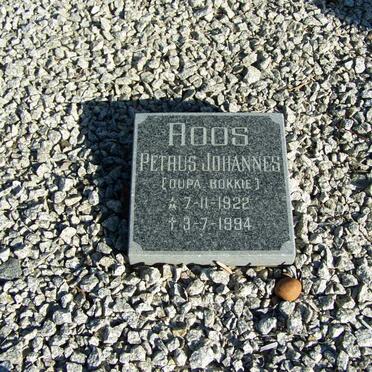 ROOS
PETRUS JOHANNES
[OUPA BOKKIE]
* 7-11-1922
† 3-7-1994